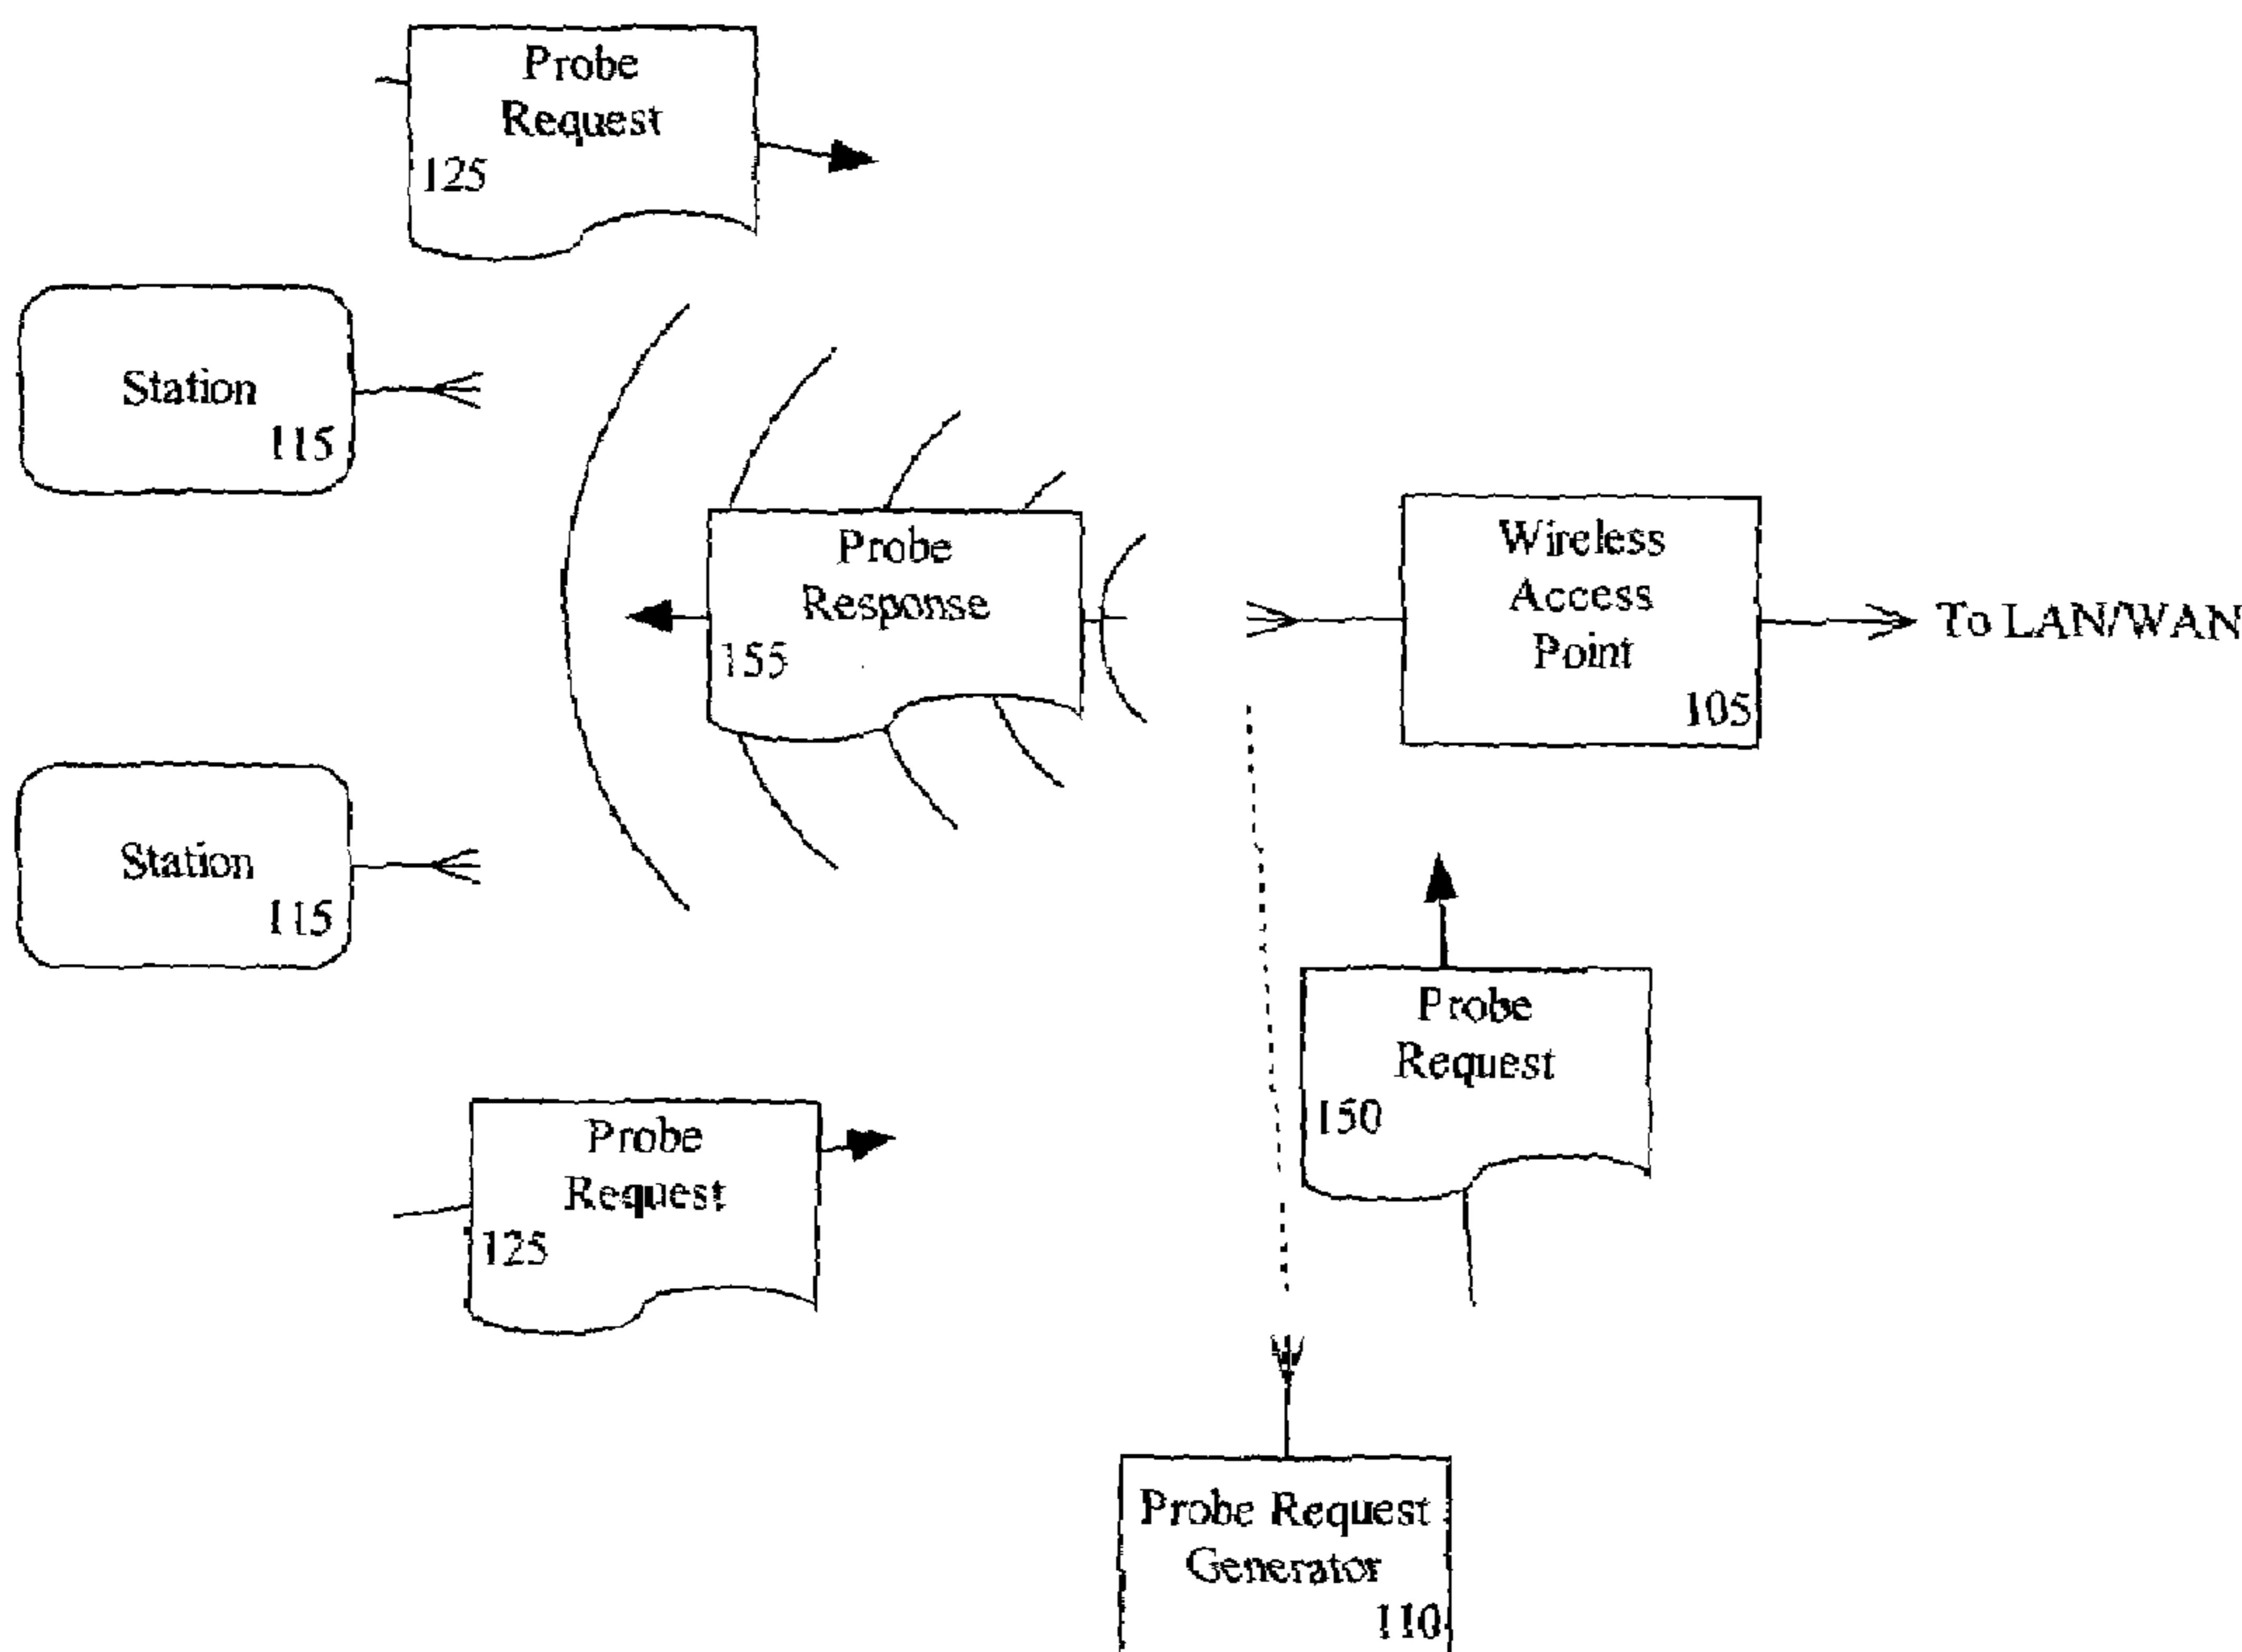 Probe
Request
125
Station
115
Probe
Response
155
Wireless
Access
Point
105
To LAN/WAN
Station
115
Probe
Request
150
Probe
Request
125
Probe Request
Generator
110